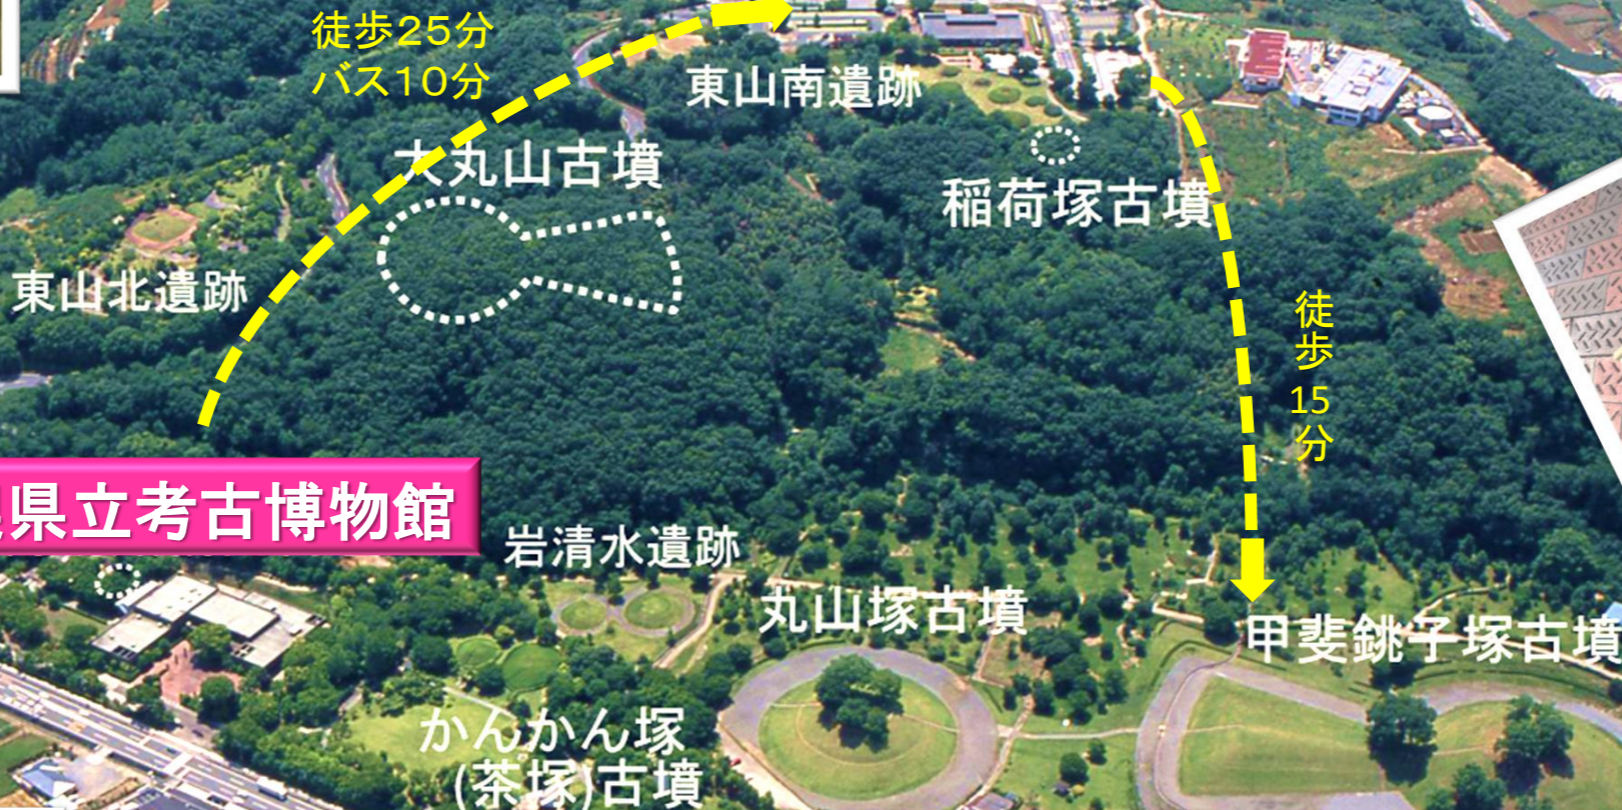 徒歩25分
バス10分
東山南遺跡
大丸山古墳
稲荷塚古墳
東山北遺跡
徒歩15分
県立考古博物館
岩清水遺跡
丸山塚古墳
甲斐銚子塚古墳
かんかん塚
(茶塚)古墳